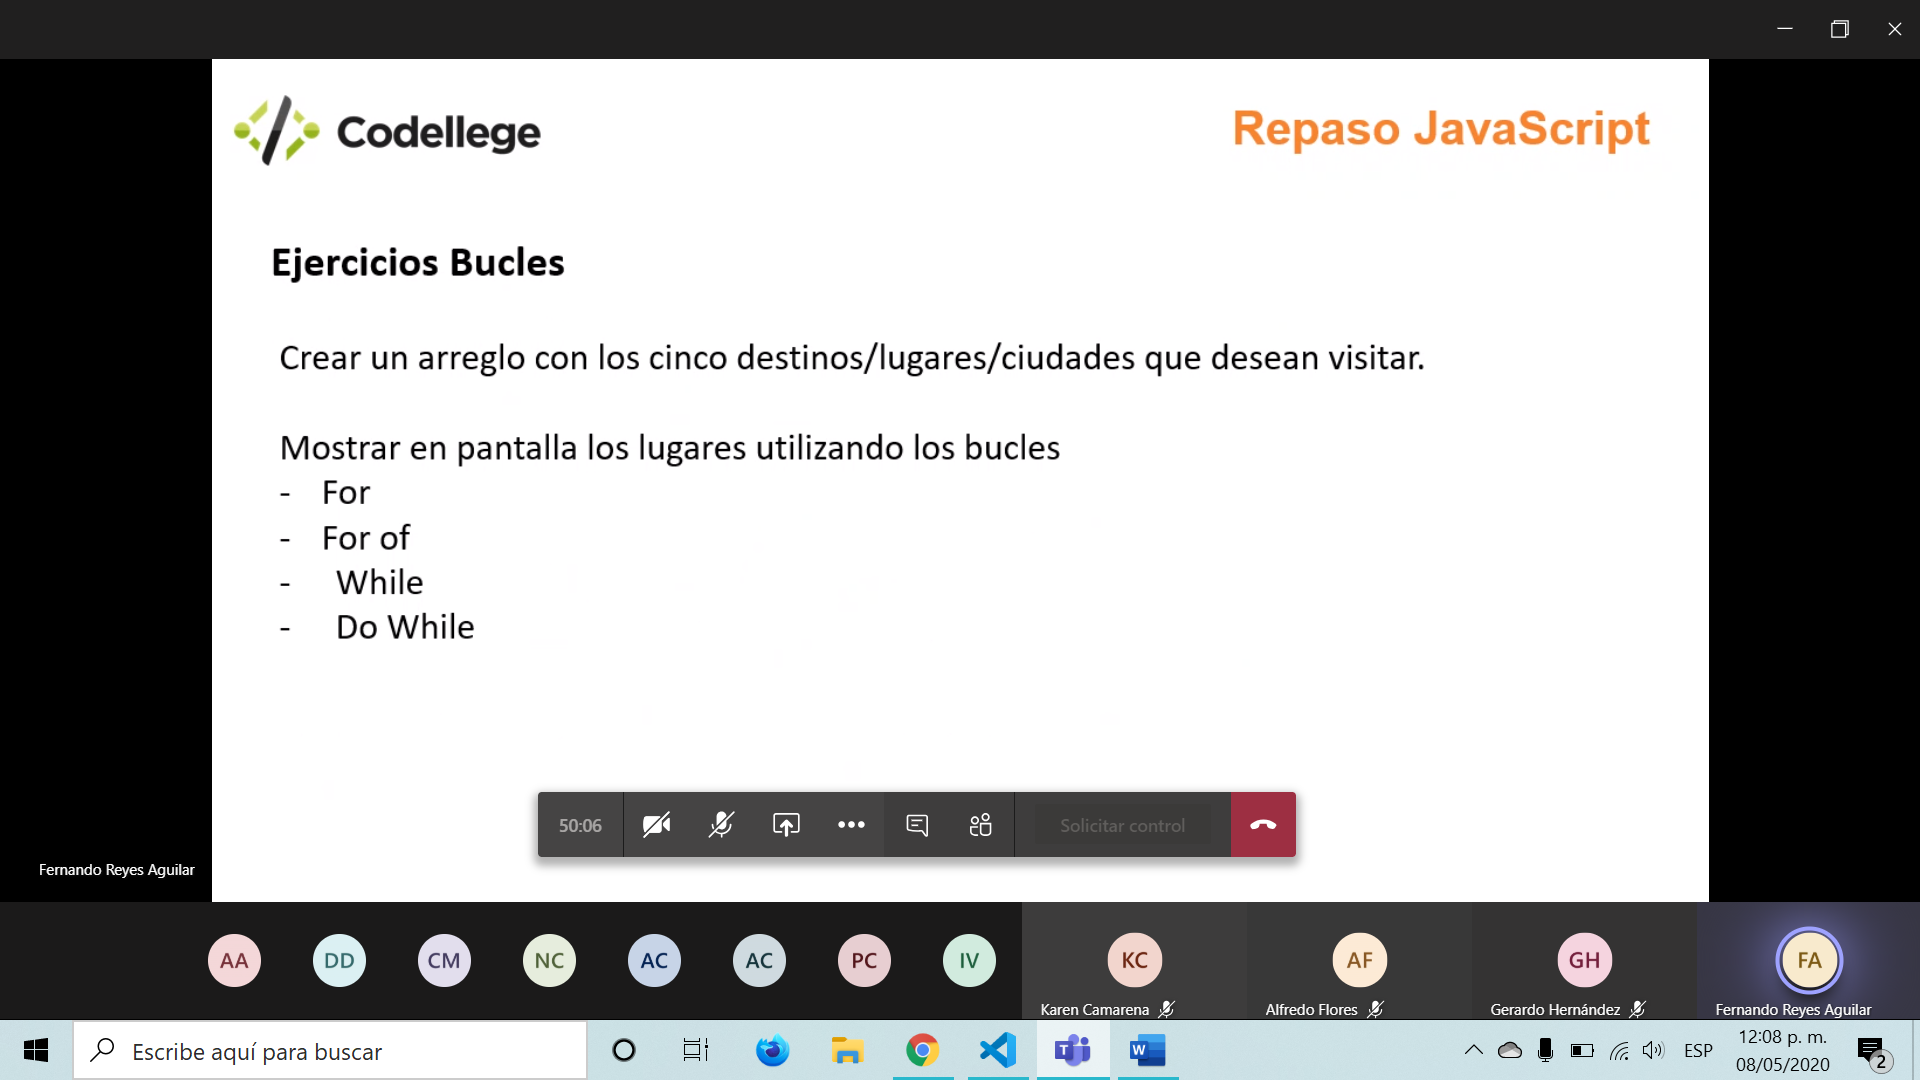 Codellege
Repaso JavaScript
Ejercicios Bucles
Crear un arreglo con los cinco destinos/lugares/ciudades que desean visitar.
Mostrar en pantalla los lugares utilizando los bucles
- For
- For of
- While
- Do While
50:06
Solicitar control
Fernando Reyes Aguilar
AA DD CM NC AC AC PC IV KC AF GH FA
Karen Camarena Alfredo Flores Gerardo Hernández Fernando Reyes Aguilar
Escribe aquí para buscar
ESP
12:08 p. m.
08/05/2020
2